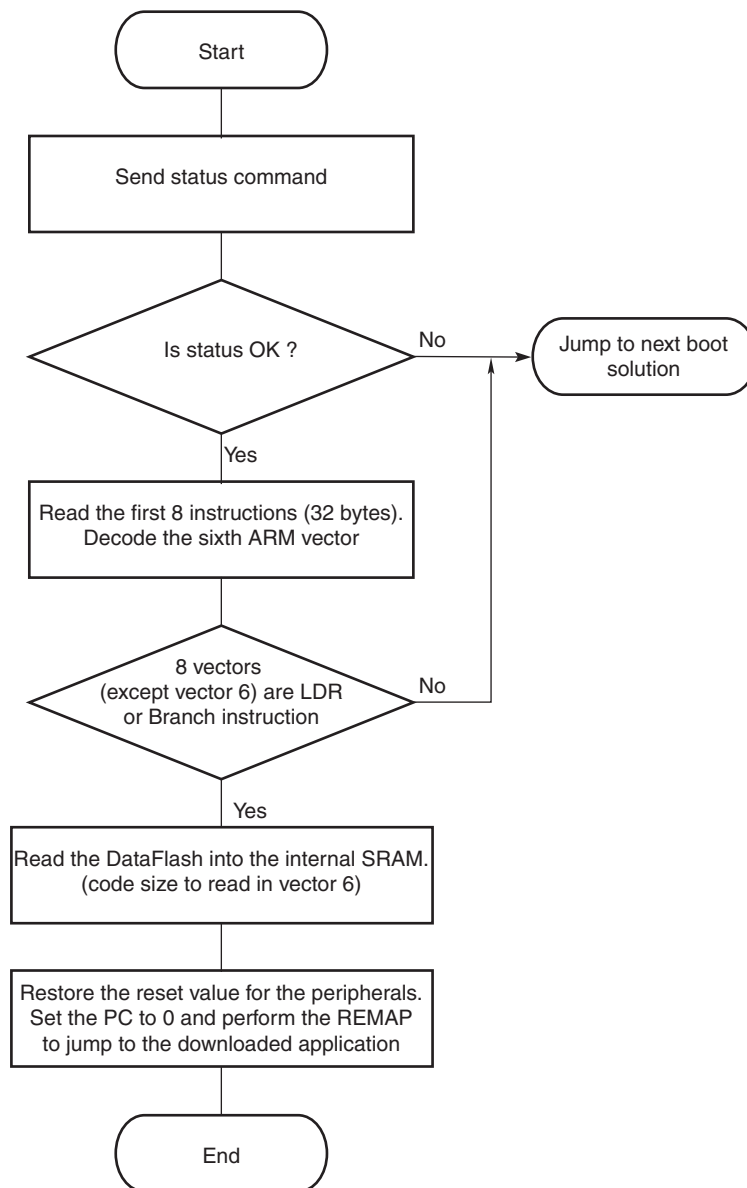 Start
Send status command
Is status OK ?
No
Jump to next boot
solution
Yes
Read the first 8 instructions (32 bytes).
Decode the sixth ARM vector
8 vectors
(except vector 6) are LDR
or Branch instruction
No
Yes
Read the DataFlash into the internal SRAM.
(code size to read in vector 6)
Restore the reset value for the peripherals.
Set the PC to 0 and perform the REMAP
to jump to the downloaded application
End